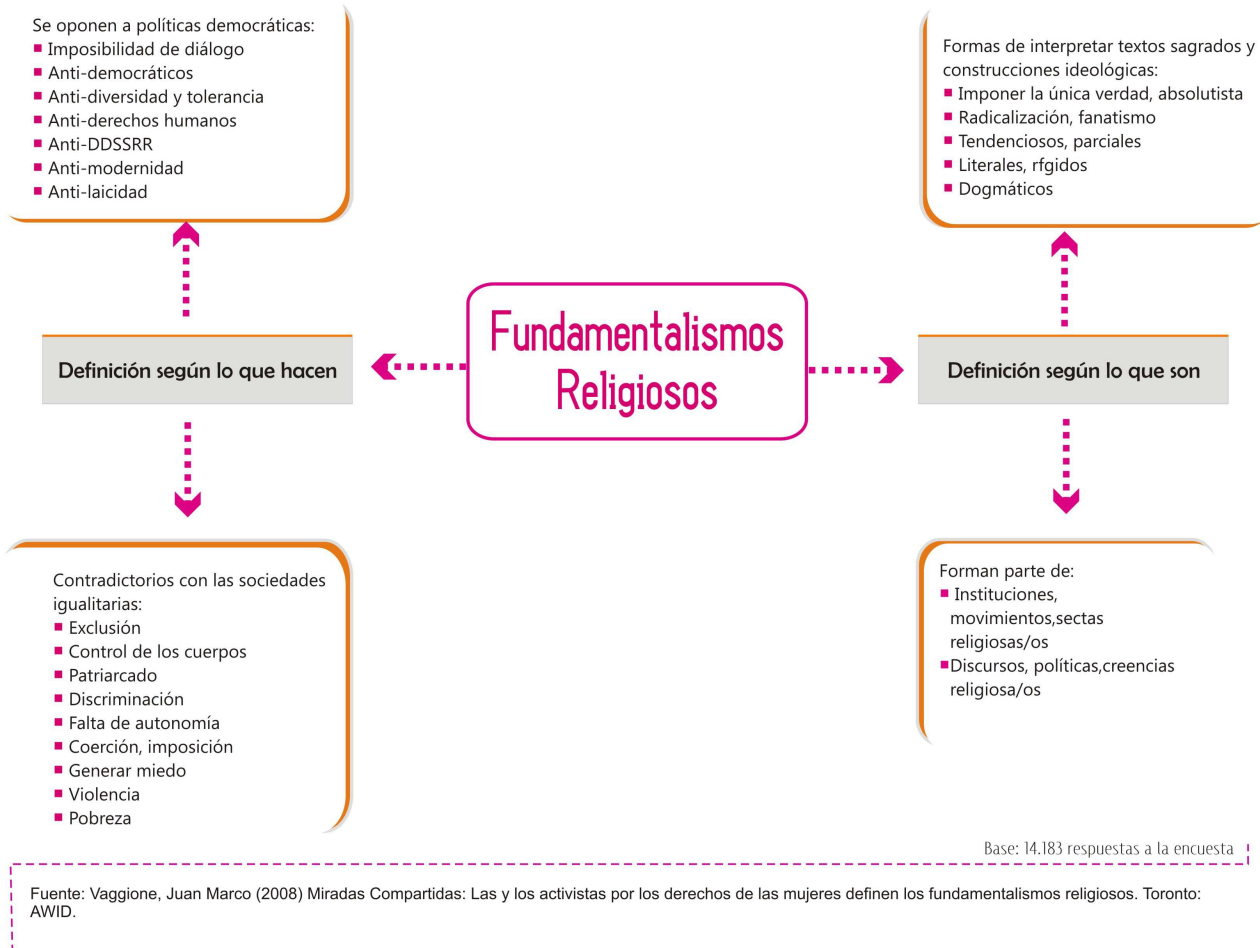 Se oponen a políticas democráticas:
Imposibilidad de diálogo
Anti-democráticos
Anti-diversidad y tolerancia
Anti-derechos humanos
Anti-DDSSRR
Anti-modernidad
Anti-laicidad
Formas de interpretar textos sagrados y
construcciones ideológicas:
Imponer la única verdad, absolutista
Radicalización, fanatismo
Tendenciosos, parciales
Literales, rfgidos
Dogmáticos
Definición según lo que hacen
Fundamentalismos
Religiosos
Definición según lo que son
Contradictorios con las sociedades
igualitarias:
Exclusión
Control de los cuerpos
Patriarcado
Discriminación
Falta de autonomía
Coerción, imposición
Generar miedo
Violencia
Pobreza
Forman parte de:
Instituciones,
movimientos,sectas
religiosas/os
Discursos, políticas,creencias
religiosa/os
Base: 14.183 respuestas a la encuesta
Fuente: Vaggione, Juan Marco (2008) Miradas Compartidas: Las y los activistas por los derechos de las mujeres definen los fundamentalismos religiosos. Toronto:
AWID.